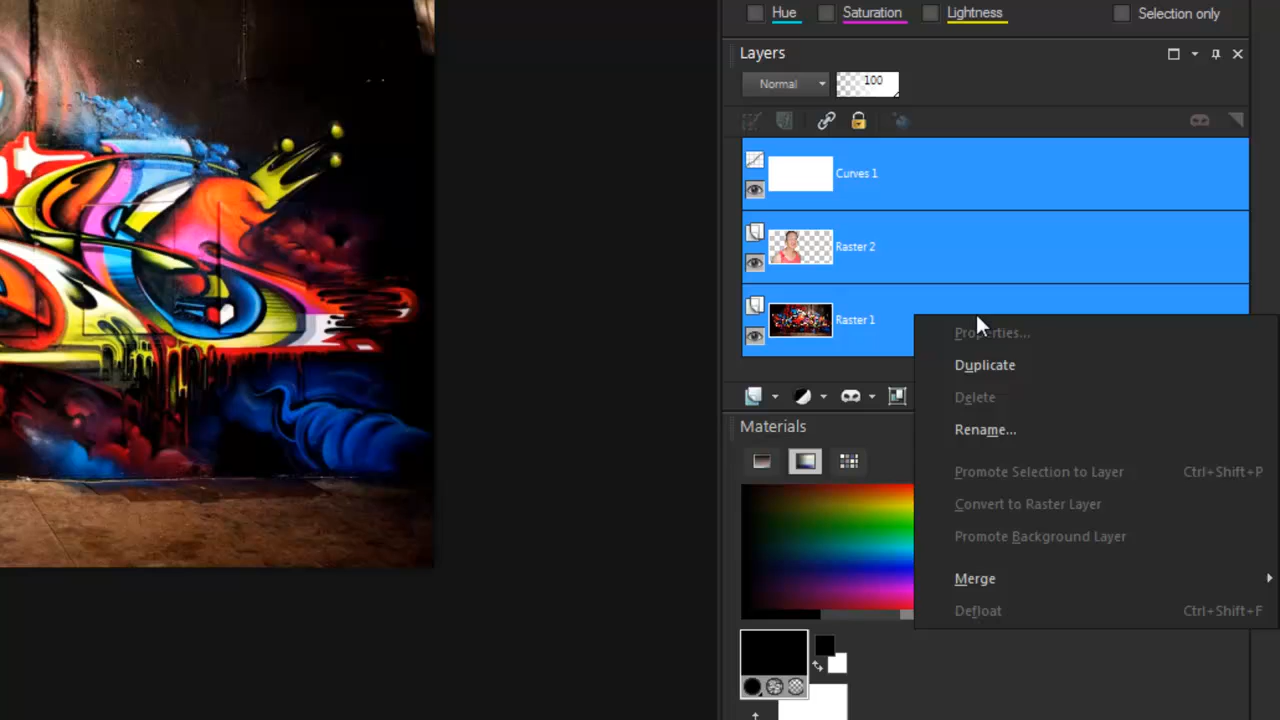 Hue Saturation Lightness Selection only
Layers
Normal 100
Curves 1
Raster 2
Raster 1
Properties...
Duplicate
Delete
Rename...
Promote Selection to Layer Ctrl+Shift+P
Convert to Raster Layer
Promote Background Layer
Merge
Defloat Ctrl+Shift+F
Materials